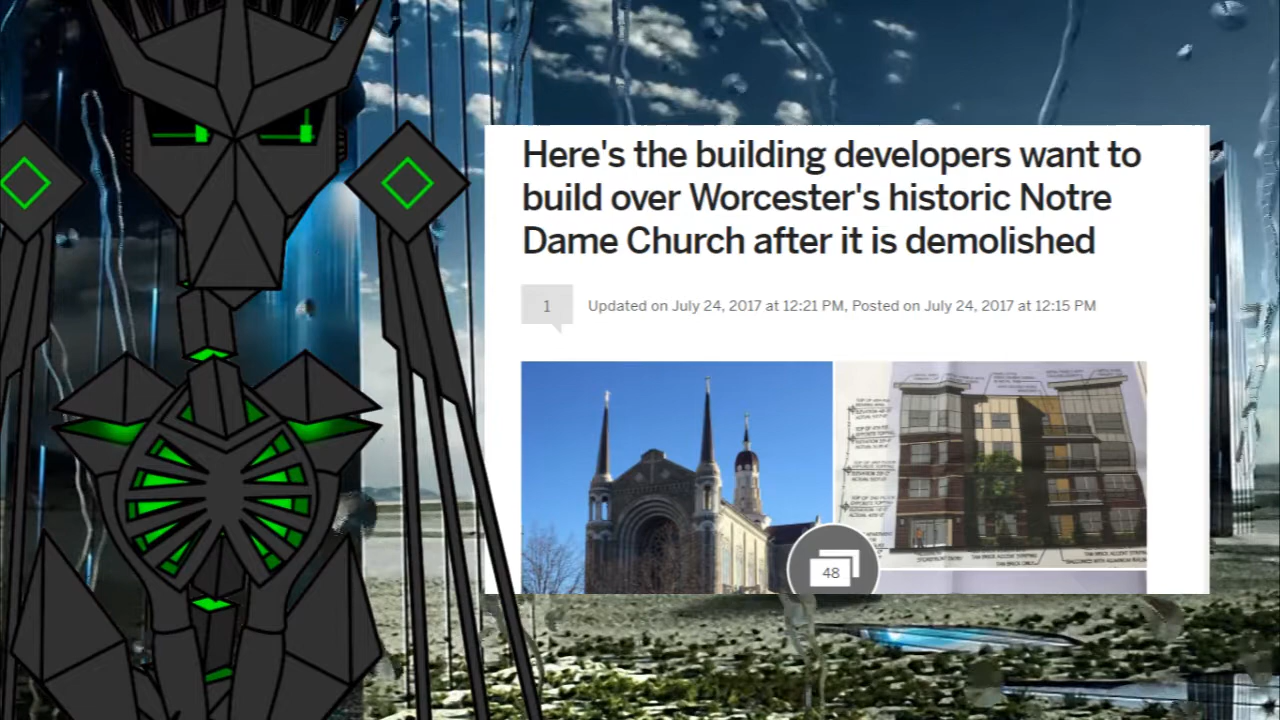 Here's the building developers want to
build over Worcester's historic Notre
Dame Church after it is demolished
1
Updated on July 24, 2017 at 12:21 PM, Posted on July 24, 2017 at 12:15 PM
48